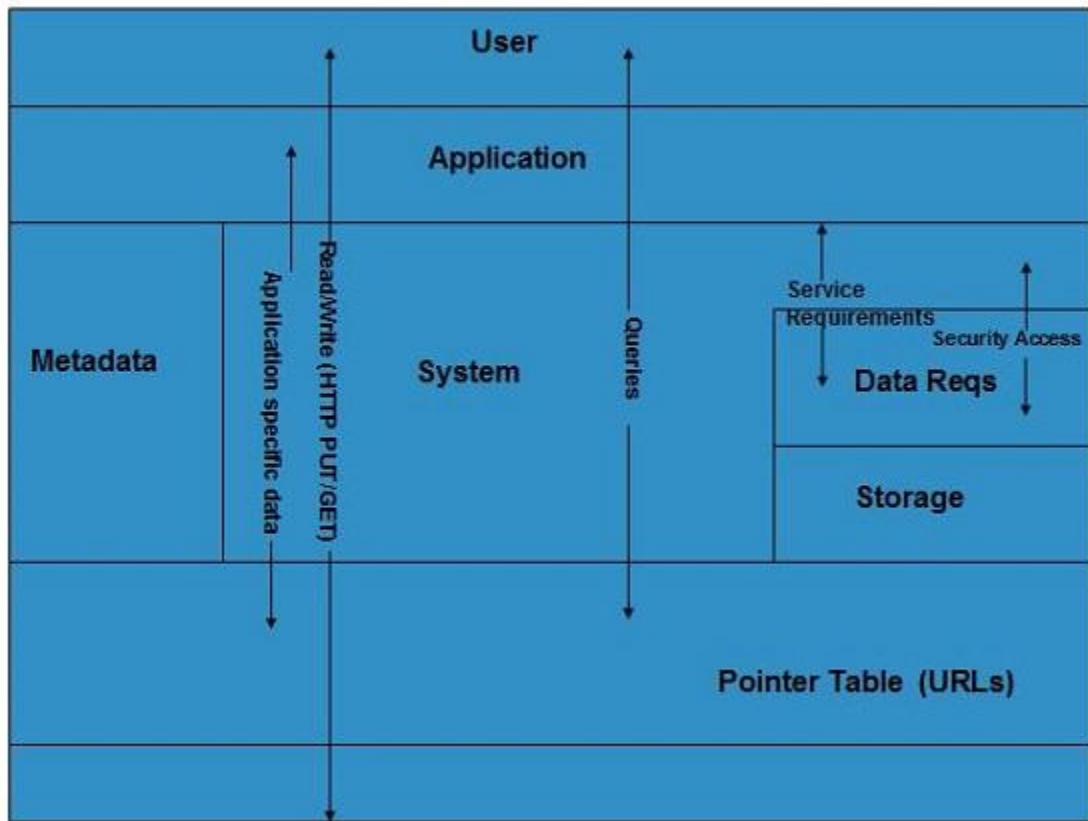 User
Application
Application specific data
Read/Write (HTTP PUT/GET)
Queries
Service
Requirements
Security Access
Metadata
System
Data Reqs
Storage
Pointer Table (URLs)